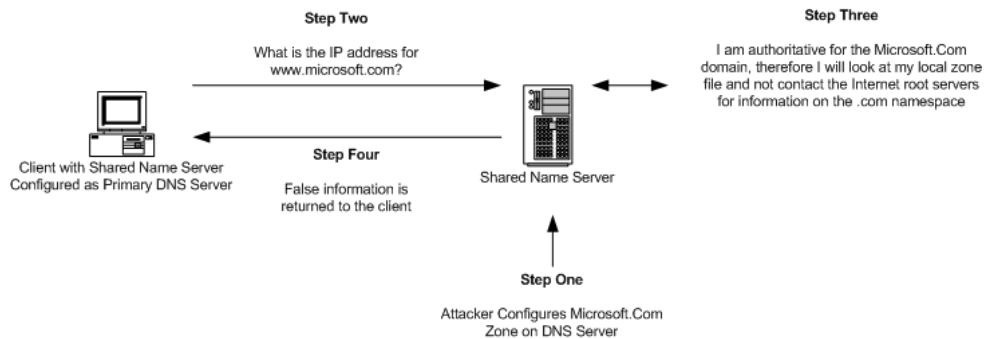 Step Two
What is the IP address for
www.microsoft.com?
Step Three
I am authoritative for the Microsoft.Com
domain, therefore I will look at my local zone
file and not contact the Internet root servers
for information on the .com namespace
Client with Shared Name Server
Configured as Primary DNS Server
Step Four
False information is
returned to the client
Shared Name Server
Step One
Attacker Configures Microsoft.Com
Zone on DNS Server